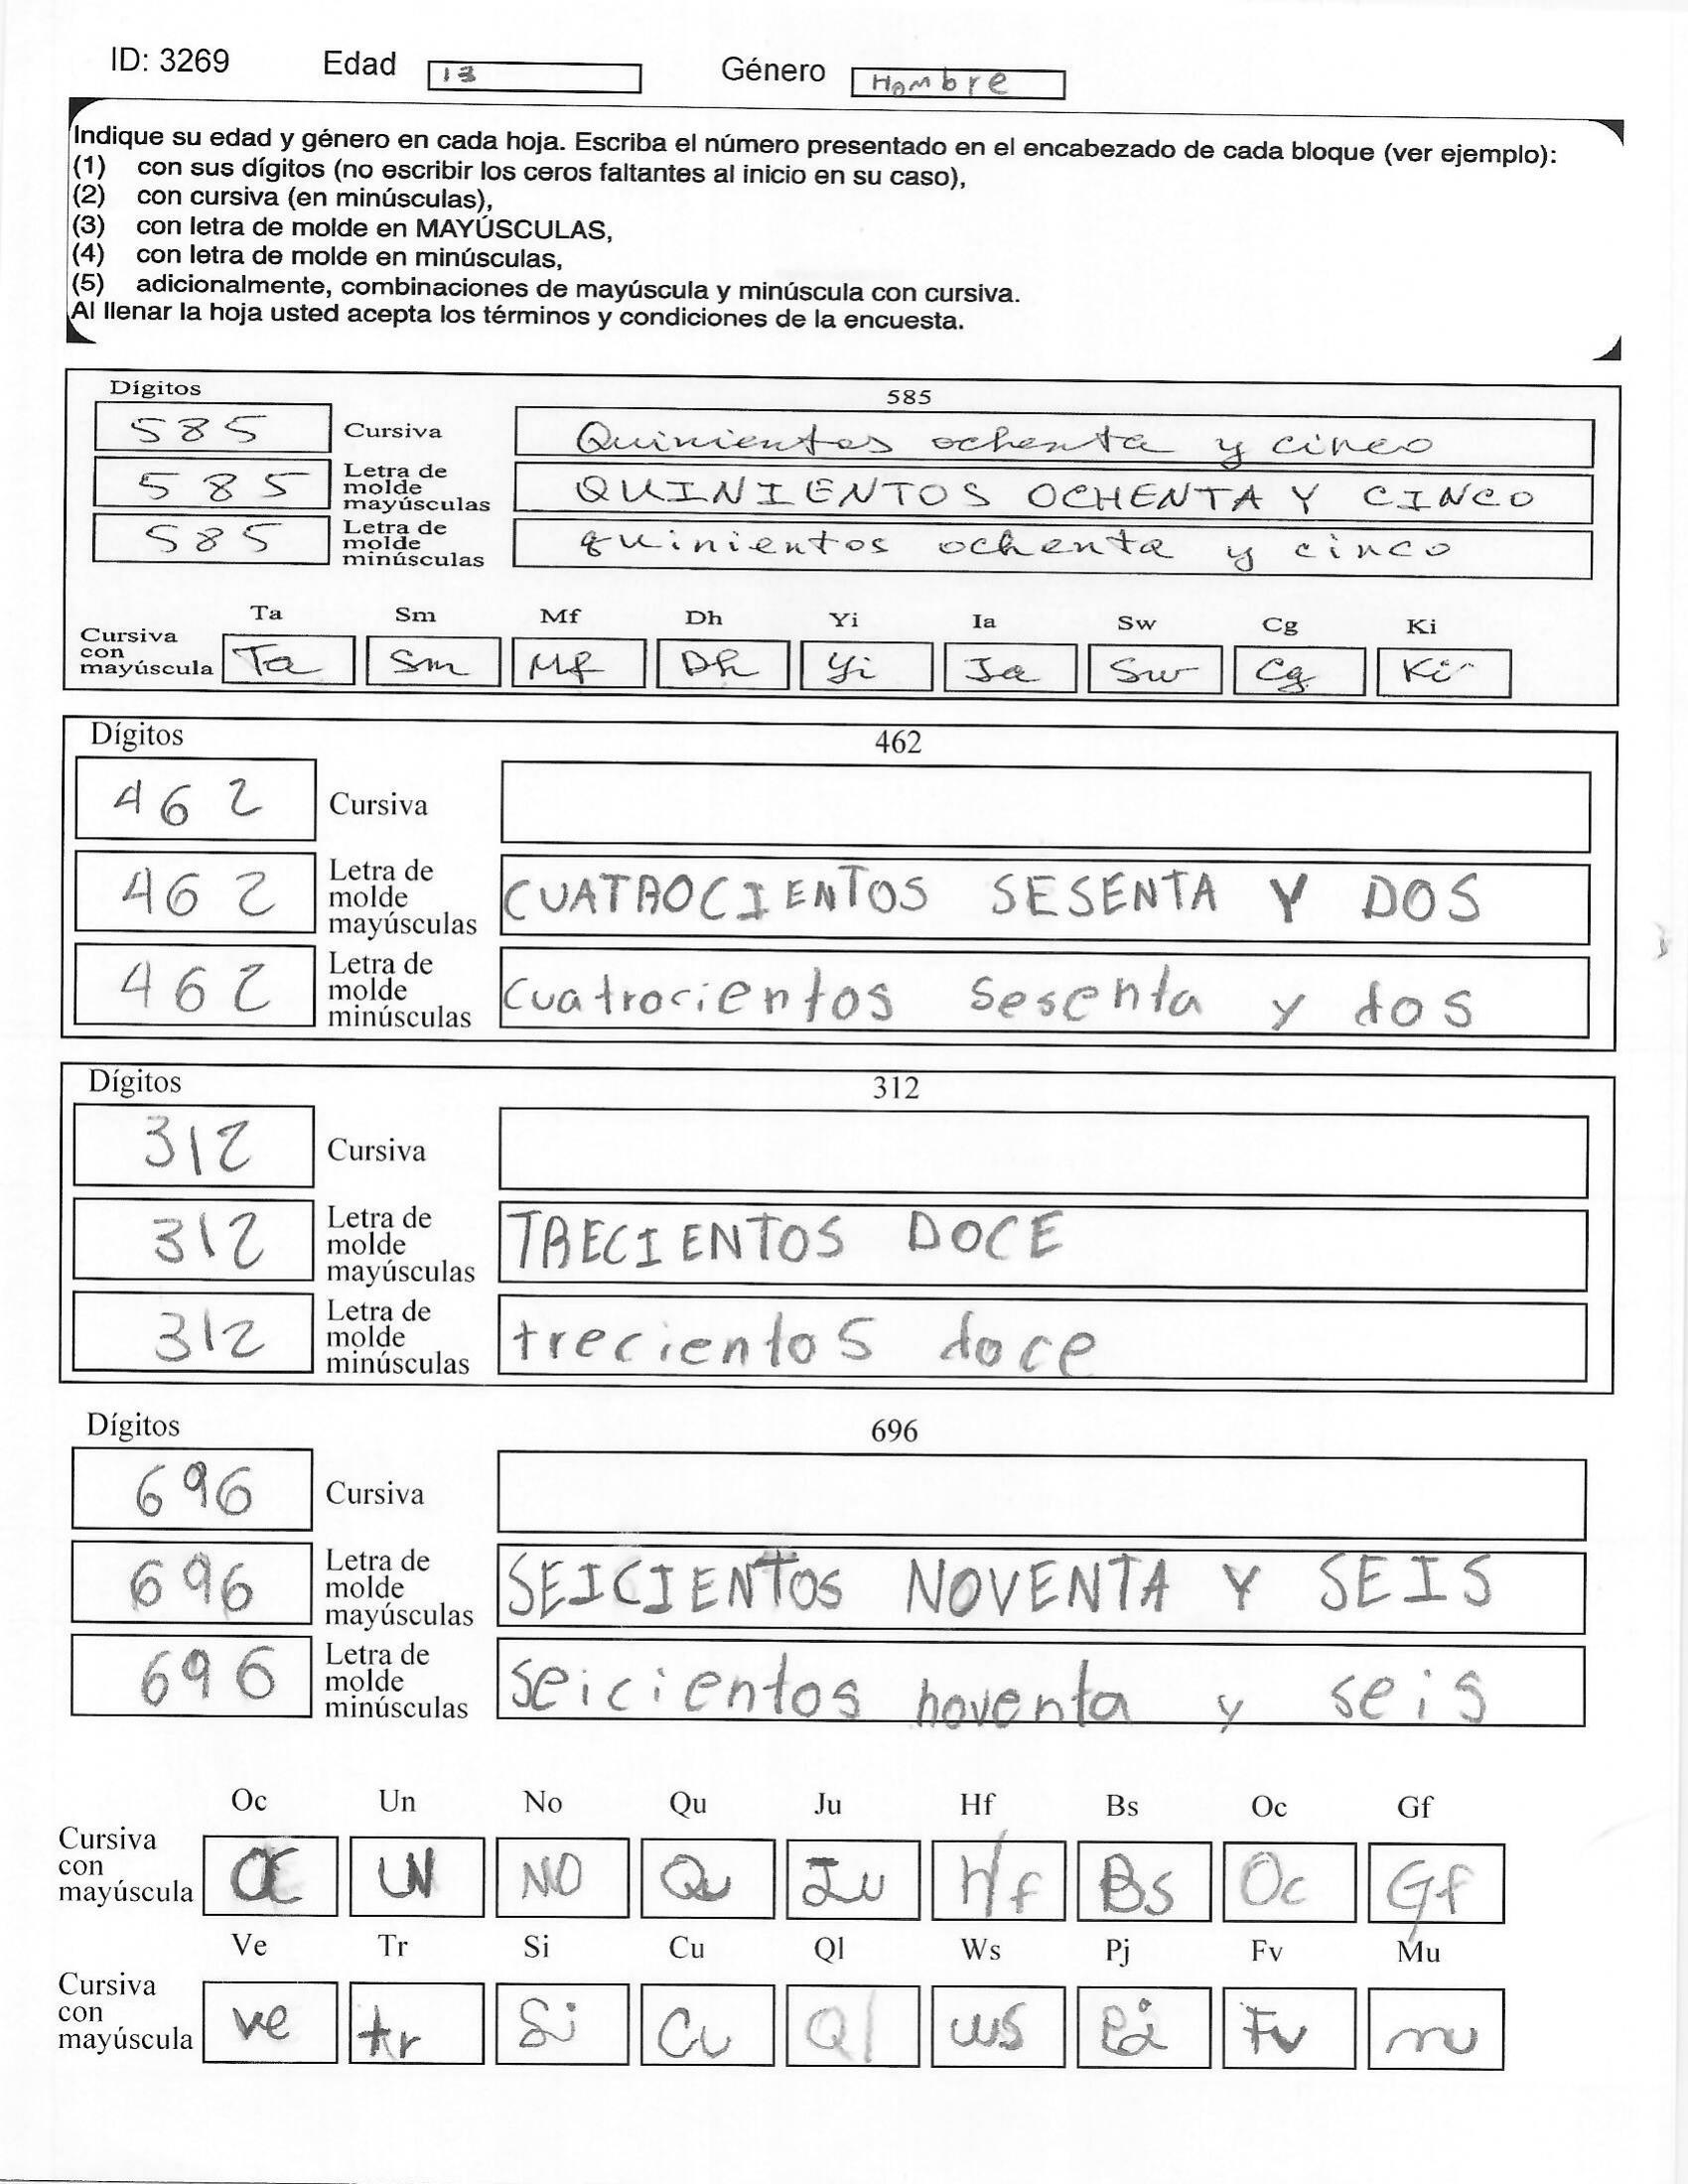 ID: 3269 Edad 13 Género Hombre
Indique su edad y género en cada hoja. Escriba el número presentado en el encabezado de cada bloque (ver ejemplo):
(1) con sus dígitos (no escribir los ceros faltantes al inicio en su caso),
(2) con cursiva (en minúsculas),
(3) con letra de molde en MAYÚSCULAS,
(4) con letra de molde en minúsculas,
(5) adicionalmente, combinaciones de mayúscula y minúscula con cursiva.
Al llenar la hoja usted acepta los términos y condiciones de la encuesta.
Dígitos 585
585 Cursiva Quinientos ochenta y cinco
585 Letra de molde mayúsculas QUINIENTOS OCHENTA Y CINCO
585 Letra de molde minúsculas quinientos ochenta y cinco
Ta Sm Mf Dh Yi Ia Sw Cg Ki
Cursiva con mayúscula Ta Sm Mf Dh Yi Ia Sw Cg Ki
Dígitos 462
462 Cursiva
462 Letra de molde mayúsculas CUATROCIENTOS SESENTA Y DOS
462 Letra de molde minúsculas cuatrocientos sesenta y dos
Dígitos 312
312 Cursiva
312 Letra de molde mayúsculas TRECIENTOS DOCE
312 Letra de molde minúsculas trecientos doce
Dígitos 696
696 Cursiva
696 Letra de molde mayúsculas SEICIENTOS NOVENTA Y SEIS
696 Letra de molde minúsculas seicientos noventa y seis
Oc Un No Qu Ju Hf Bs Oc Gf
Cursiva con mayúscula OC UN NO Qu Ju Hf Bs Oc Gf
Ve Tr Si Cu Ql Ws Pj Fv Mu
Cursiva con mayúscula ve tr Si Cu Ql ws Pj Fv mu